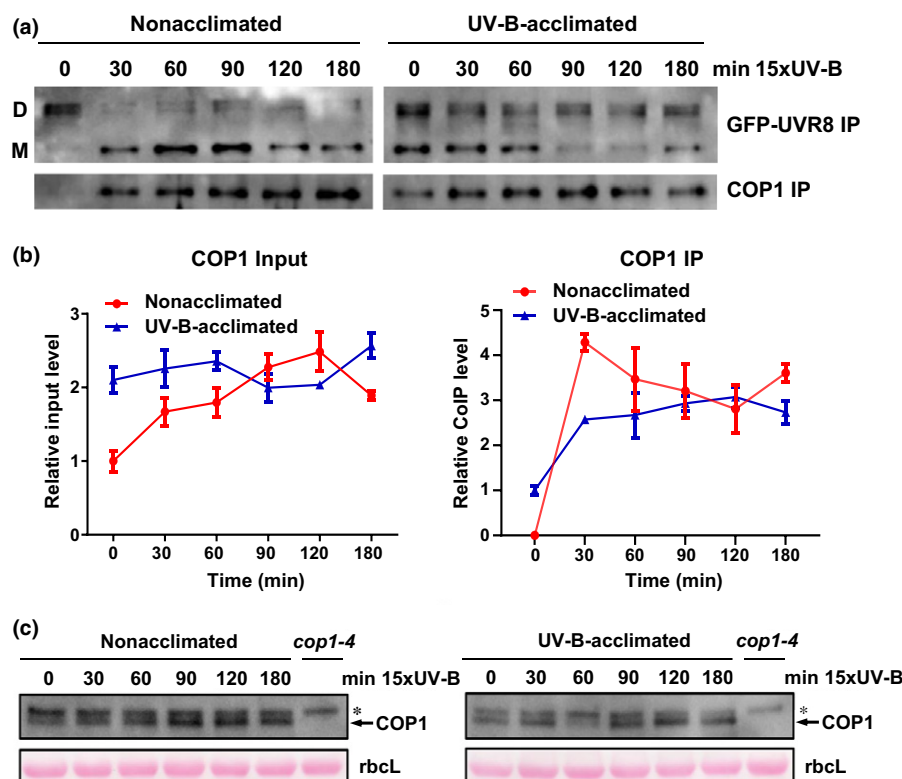 (a)
Nonacclimated UV-B-acclimated
0 30 60 90 120 180 0 30 60 90 120 180 min 15xUV-B
D
GFP-UVR8 IP
M
COP1 IP
(b)
COP1 Input
Nonacclimated
UV-B-acclimated
Relative input level
3
2
1
0
0 30 60 90 120 180
Time (min)
COP1 IP
Nonacclimated
UV-B-acclimated
Relative CoIP level
5
4
3
2
1
0
0 30 60 90 120 180
Time (min)
(c)
Nonacclimated cop1-4
0 30 60 90 120 180 min 15xUV-B
*
COP1
rbcL
UV-B-acclimated cop1-4
0 30 60 90 120 180 min 15xUV-B
*
COP1
rbcL